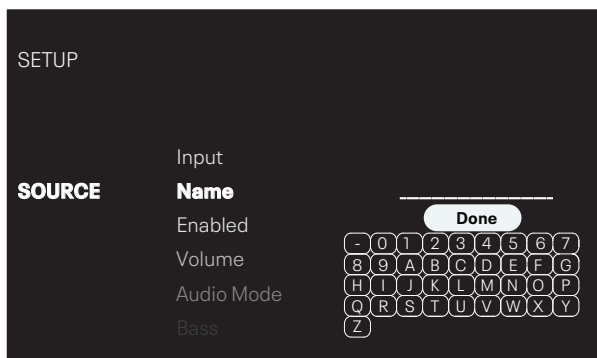 SETUP
Input
SOURCE Name
Done
Enabled
- 0 1 2 3 4 5 6 7
Volume
8 9 A B C D E F G
H I J K L M N O P
Audio Mode
Q R S T U V W X Y
Bass
Z